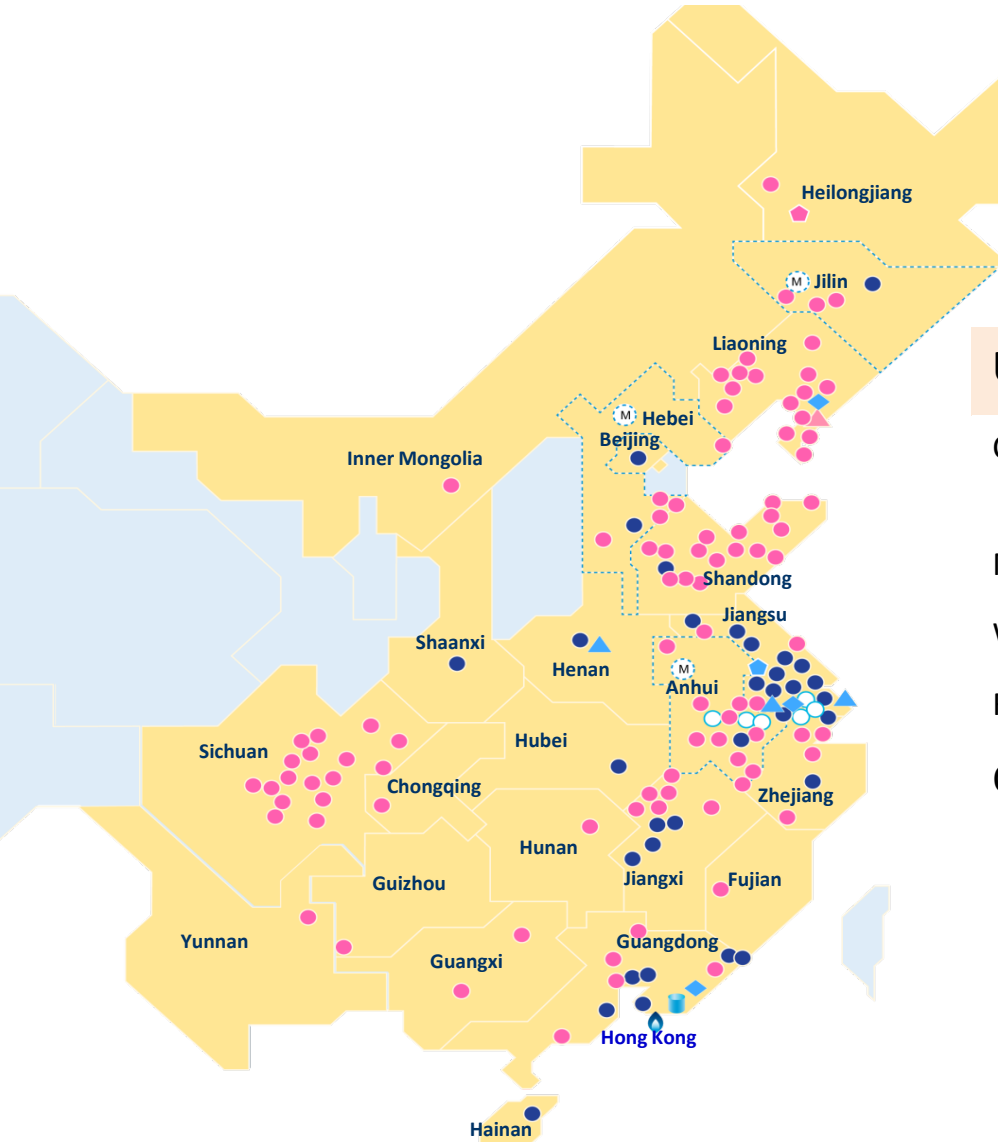 Heilongjiang
M
Jilin
Liaoning
M
Hebei
Beijing
Inner Mongolia
Shandong
Jiangsu
Shaanxi
Henan
M
Anhui
Sichuan
Hubei
Chongqing
Zhejiang
Hunan
Jiangxi
Fujian
Guizhou
Yunnan
Guangdong
Guangxi
Hong Kong
Hainan